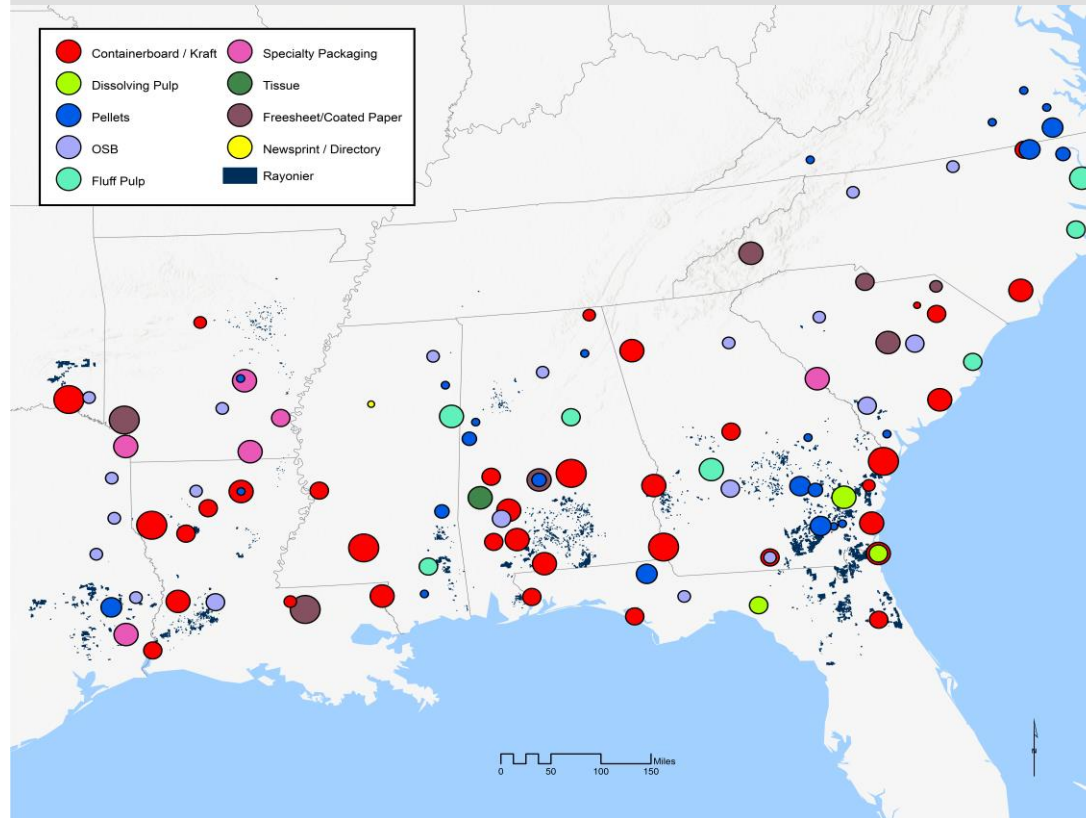 Containerboard / Kraft
Dissolving Pulp
Pellets
OSB
Fluff Pulp
Specialty Packaging
Tissue
Freesheet/Coated Paper
Newsprint / Directory
Rayonier
Miles
0 50 100 150
N